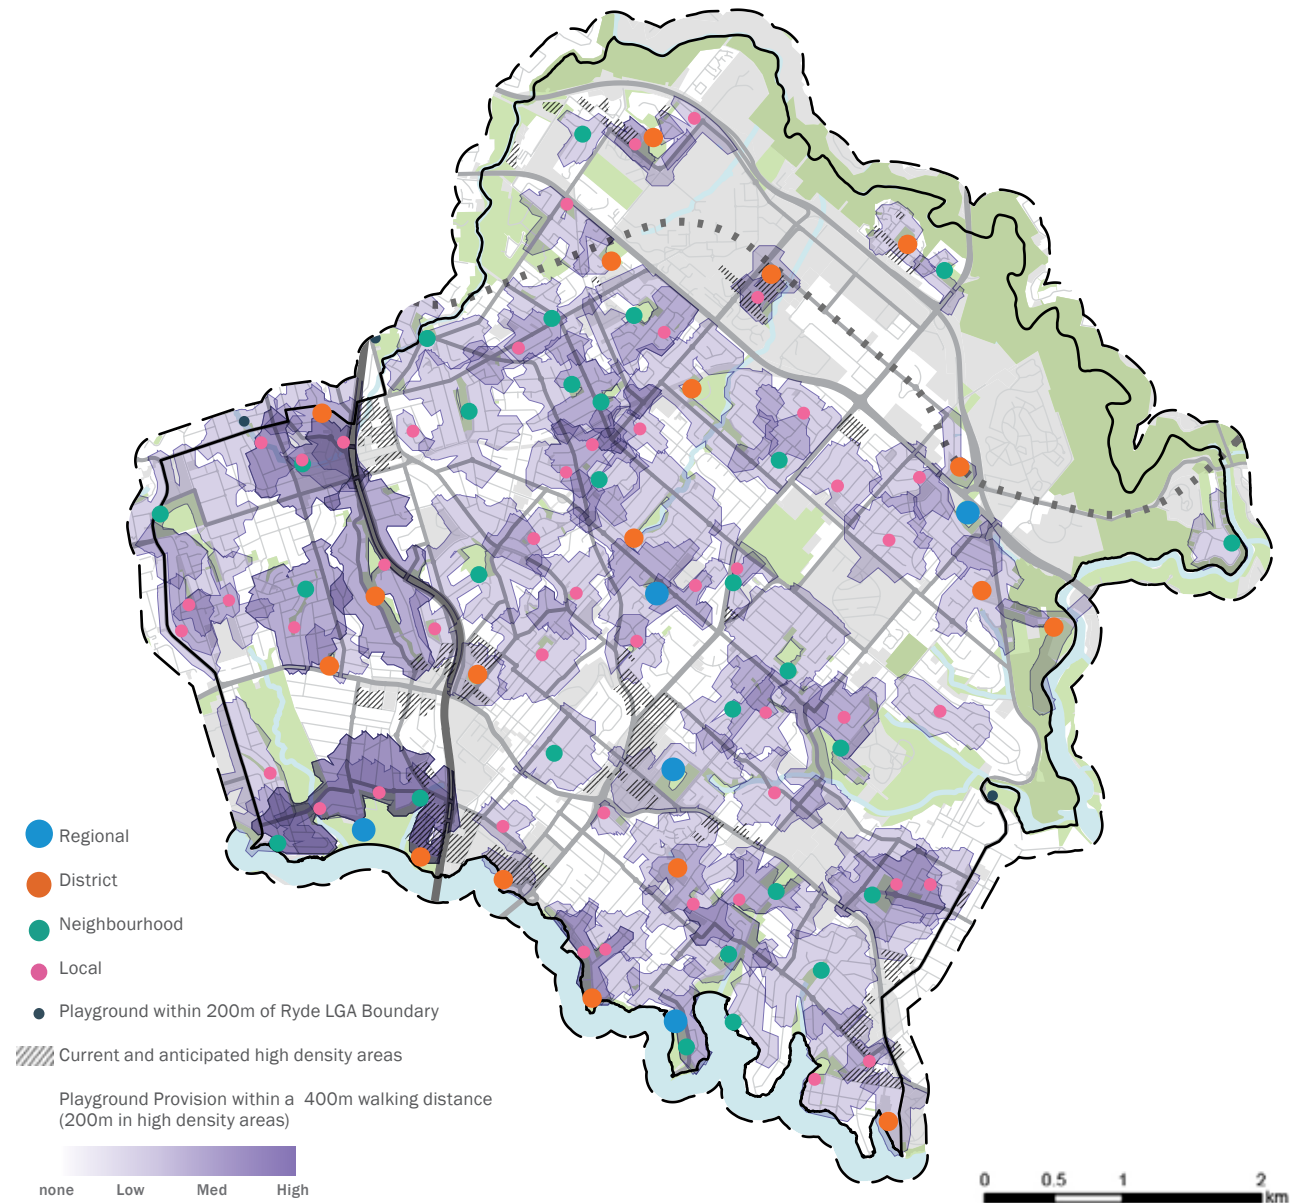 Regional
District
Neighbourhood
Local
Playground within 200m of Ryde LGA Boundary
Current and anticipated high density areas
Playground Provision within a 400m walking distance
(200m in high density areas)
none Low Med High
0 0.5 1 2
km